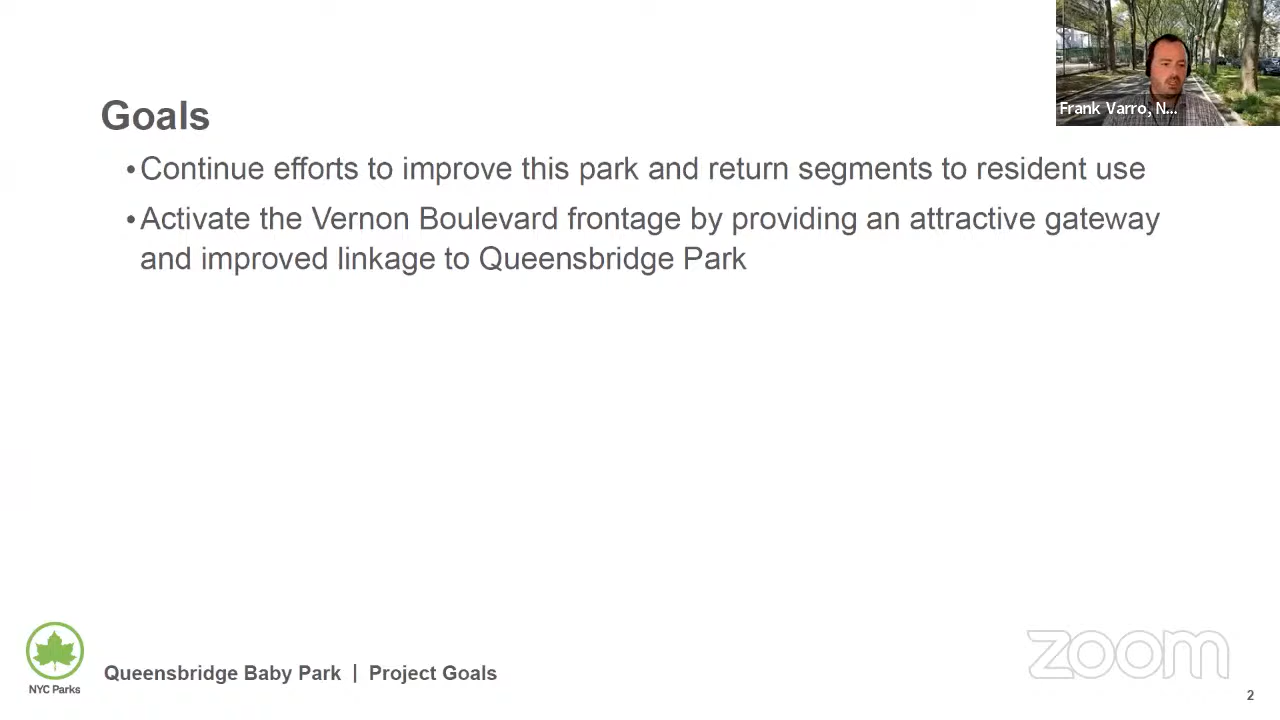 Goals
• Continue efforts to improve this park and return segments to resident use
• Activate the Vernon Boulevard frontage by providing an attractive gateway
and improved linkage to Queensbridge Park
Frank Varro, N...
NYC Parks
Queensbridge Baby Park | Project Goals
zoom
2